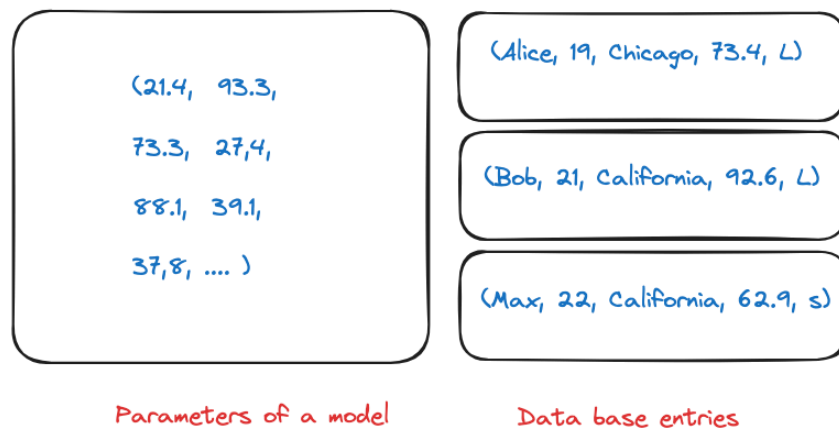 (21.4, 93.3,
73.3, 27,4,
88.1, 39.1,
37,8, .... )
Parameters of a model
(Alice, 19, Chicago, 73.4, L)
(Bob, 21, California, 92.6, L)
(Max, 22, California, 62.9, s)
Data base entries